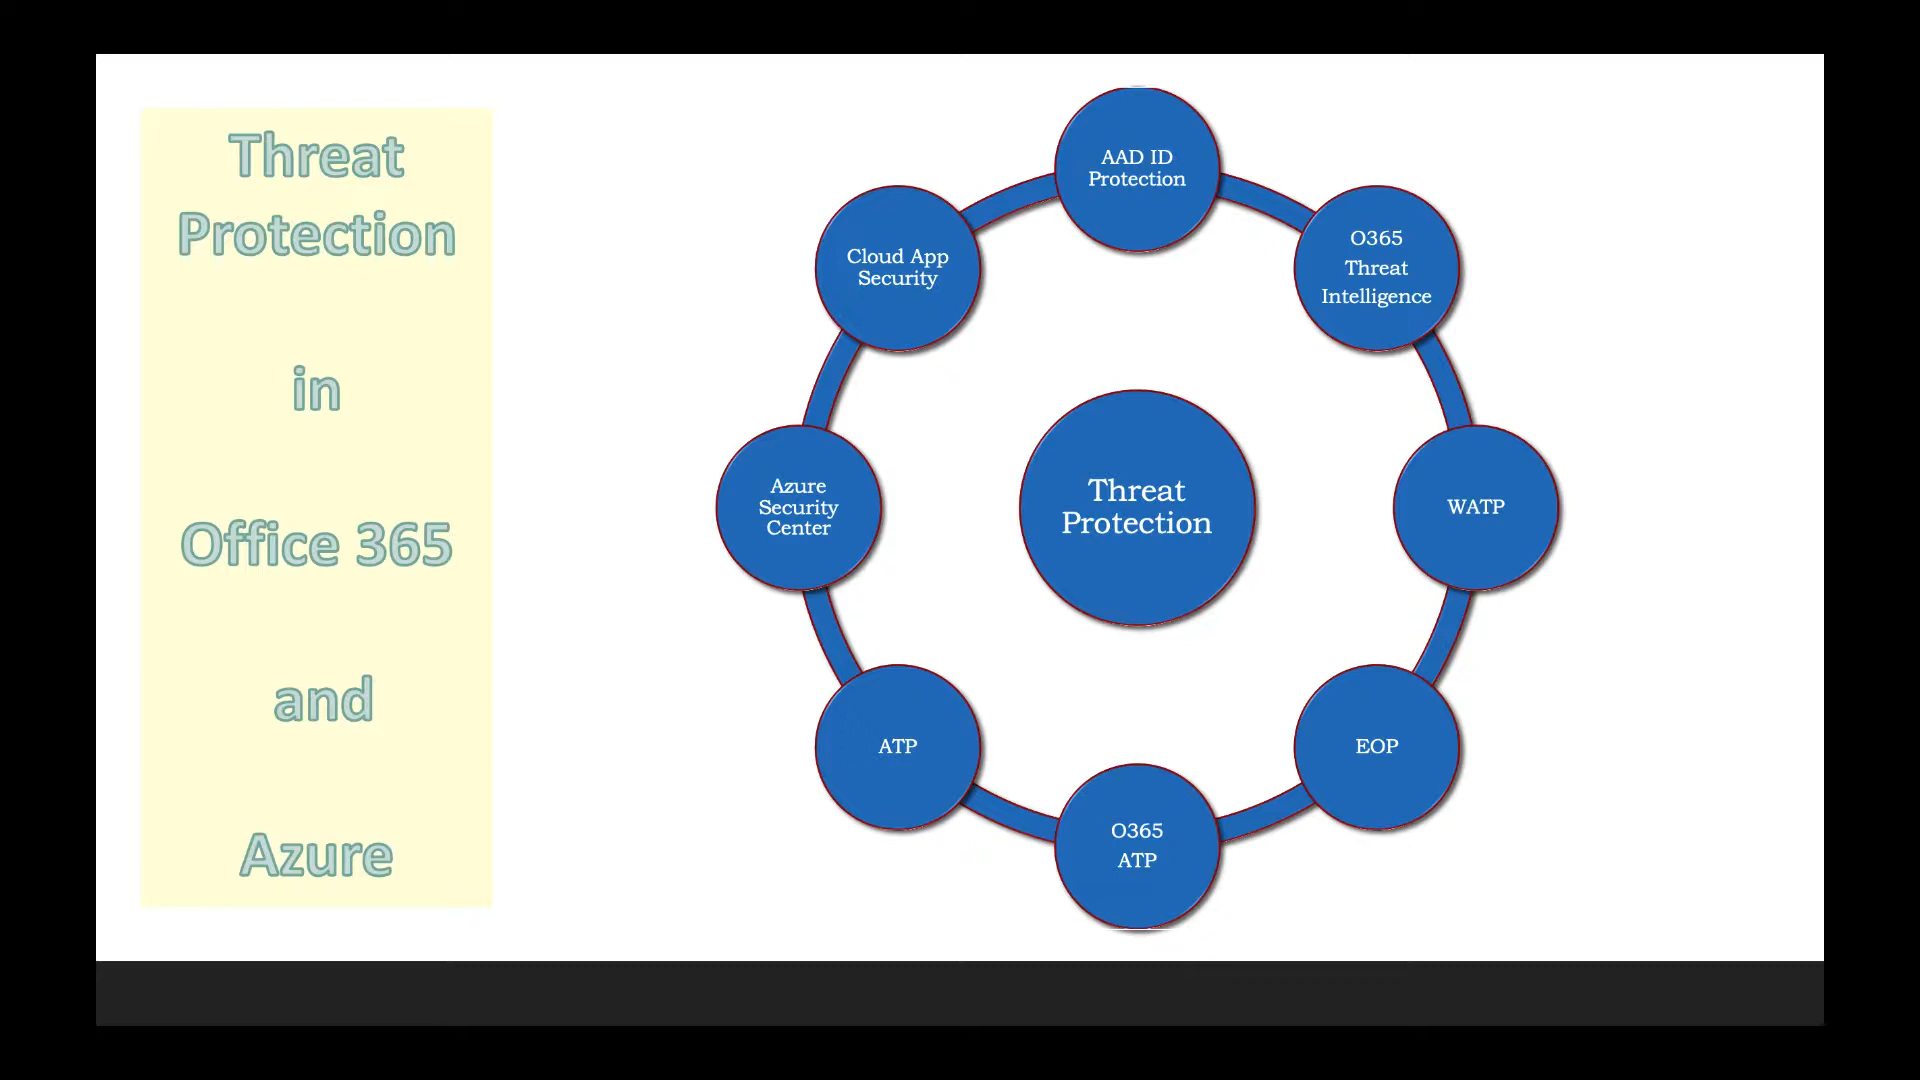 Threat
Protection
in
Office 365
and
Azure
AAD ID
Protection
O365
Threat
Intelligence
WATP
EOP
O365
ATP
ATP
Azure
Security
Center
Cloud App
Security
Threat
Protection